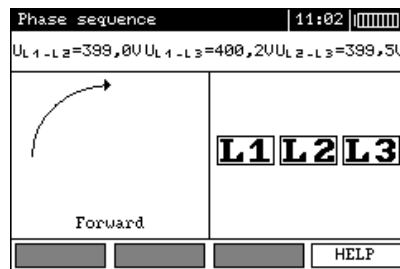 Phase sequence 11:02
UL1-L2=399,0V UL1-L3=400,2V UL2-L3=399,5V
L1 L2 L3
Forward
HELP